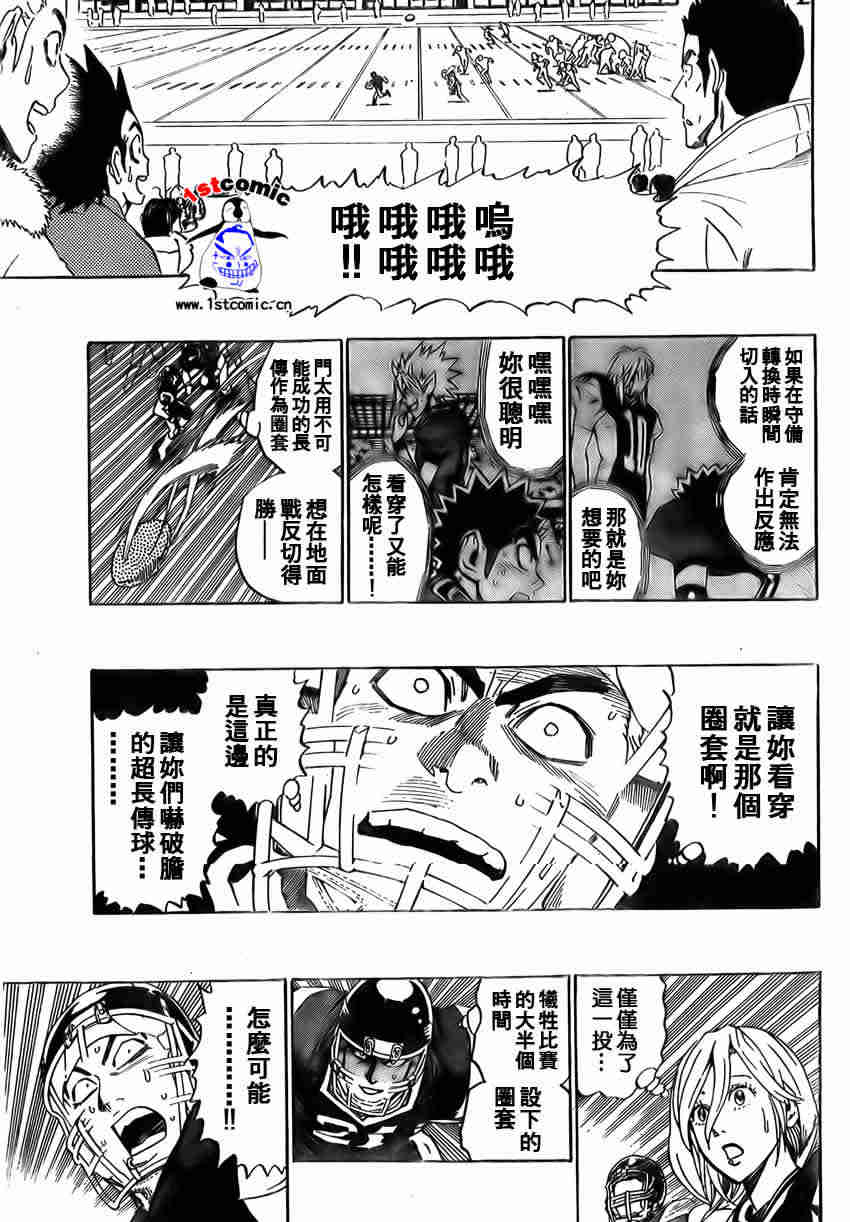 1stcomic
www.1stcomic.cn
嗚哦哦哦
哦哦哦!!
如果在守備
轉換時瞬間
切入的話
肯定無法
作出反應
那就是妳
想要的吧
嘿嘿嘿
妳很聰明
看穿了又能
怎樣呢……!
門太用不可
能成功的長
傳作為圈套
想在地面
戰反切得
勝——
讓妳看穿
就是那個
圈套啊!
真正的
是這邊
讓妳們嚇破膽
的超長傳球…
…………
僅僅為了
這一投…
犧牲比賽
的大半個
時間
設下的
圈套
怎麼可能
…………!!